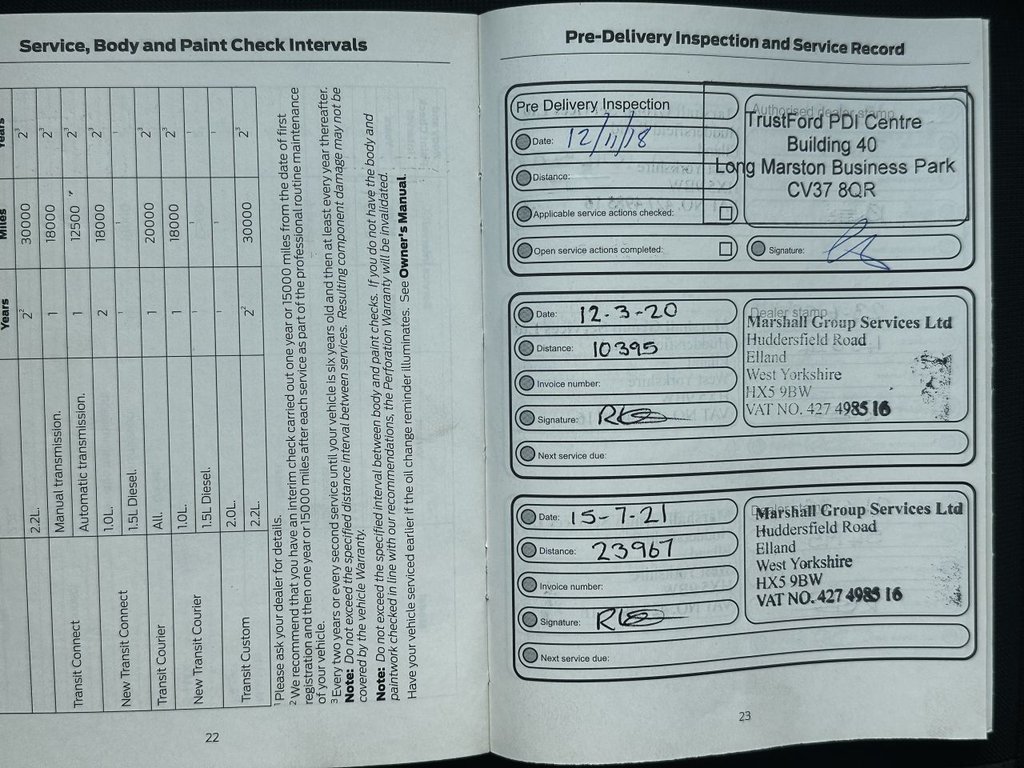 Service, Body and Paint Check Intervals
Years Miles Years
2.2L. 2² 30000 2³
Transit Connect Manual transmission. 1 18000 2³
Automatic transmission. 1 12500 2³
New Transit Connect 1.0L. 2 18000 2³
1.5L Diesel. ¹ ¹ ¹
Transit Courier All. 1 20000 2³
New Transit Courier 1.0L. 1 18000 2³
1.5L Diesel. ¹ ¹ ¹
Transit Custom 2.0L. ¹ ¹ ¹
2.2L. 2² 30000 2³
¹ Please ask your dealer for details.
² We recommend that you have an interim check carried out one year or 15000 miles from the date of first
registration and then one year or 15000 miles after each service as part of the professional routine maintenance
of your vehicle.
³ Every two years or every second service until your vehicle is six years old and then at least every year thereafter.
Note: Do not exceed the specified distance interval between services. Resulting component damage may not be
covered by the vehicle Warranty.
Note: Do not exceed the specified interval between body and paint checks. If you do not have the body and
paintwork checked in line with our recommendations, the Perforation Warranty will be invalidated.
Have your vehicle serviced earlier if the oil change reminder illuminates. See Owner's Manual.
22
Pre-Delivery Inspection and Service Record
Pre Delivery Inspection
Date: 12/11/18
Distance:
Applicable service actions checked:
Open service actions completed:
Authorised dealer stamp
TrustFord PDI Centre
Building 40
Long Marston Business Park
CV37 8QR
Signature:
Date: 12-3-20
Distance: 10395
Invoice number:
Signature:
Next service due:
Dealer stamp
Marshall Group Services Ltd
Huddersfield Road
Elland
West Yorkshire
HX5 9BW
VAT NO. 427 4985 16
Date: 15-7-21
Distance: 23967
Invoice number:
Signature:
Next service due:
Marshall Group Services Ltd
Huddersfield Road
Elland
West Yorkshire
HX5 9BW
VAT NO. 427 4985 16
23